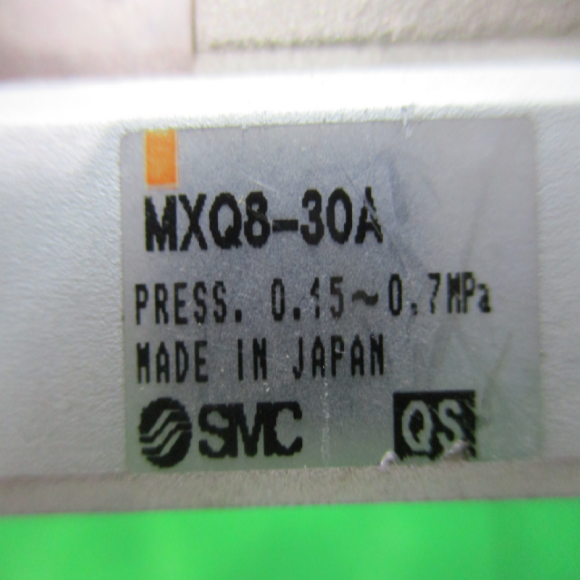 MXQ8-30A
PRESS. 0.15~0.7MPa
MADE IN JAPAN
SMC QS